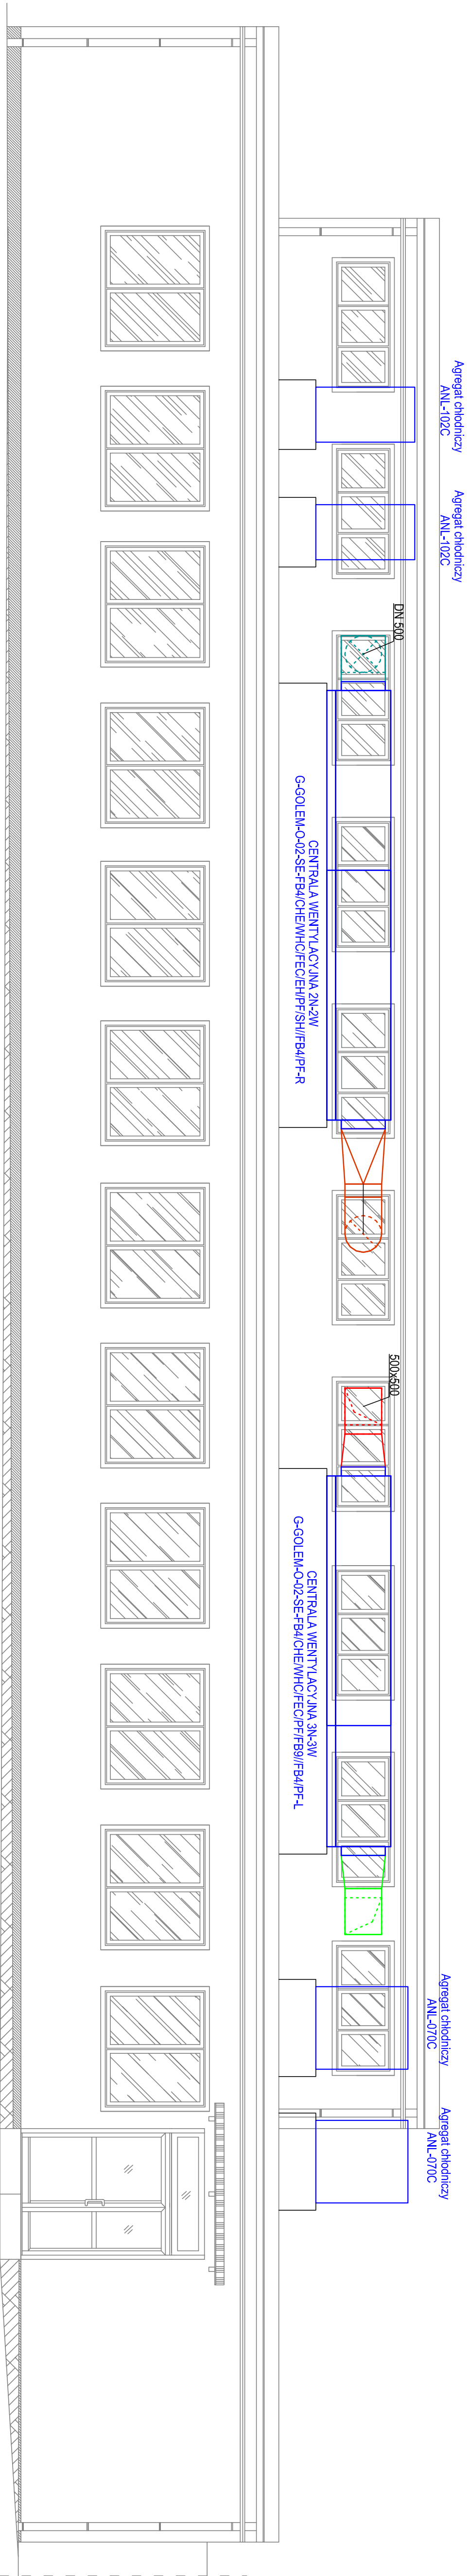 Agregat chłodniczy
ANL-102C
Agregat chłodniczy
ANL-102C
DN 500
CENTRALA WENTYLACYJNA 2N-2W
G-GOLEM-O-02-SE-FB4/CHE/WHC/FEC/EH/PF/SH//FB4/PF-R
500x500
CENTRALA WENTYLACYJNA 3N-3W
G-GOLEM-O-02-SE-FB4/CHE/WHC/FEC/PF/FB9//FB4/PF-L
Agregat chłodniczy
ANL-070C
Agregat chłodniczy
ANL-070C